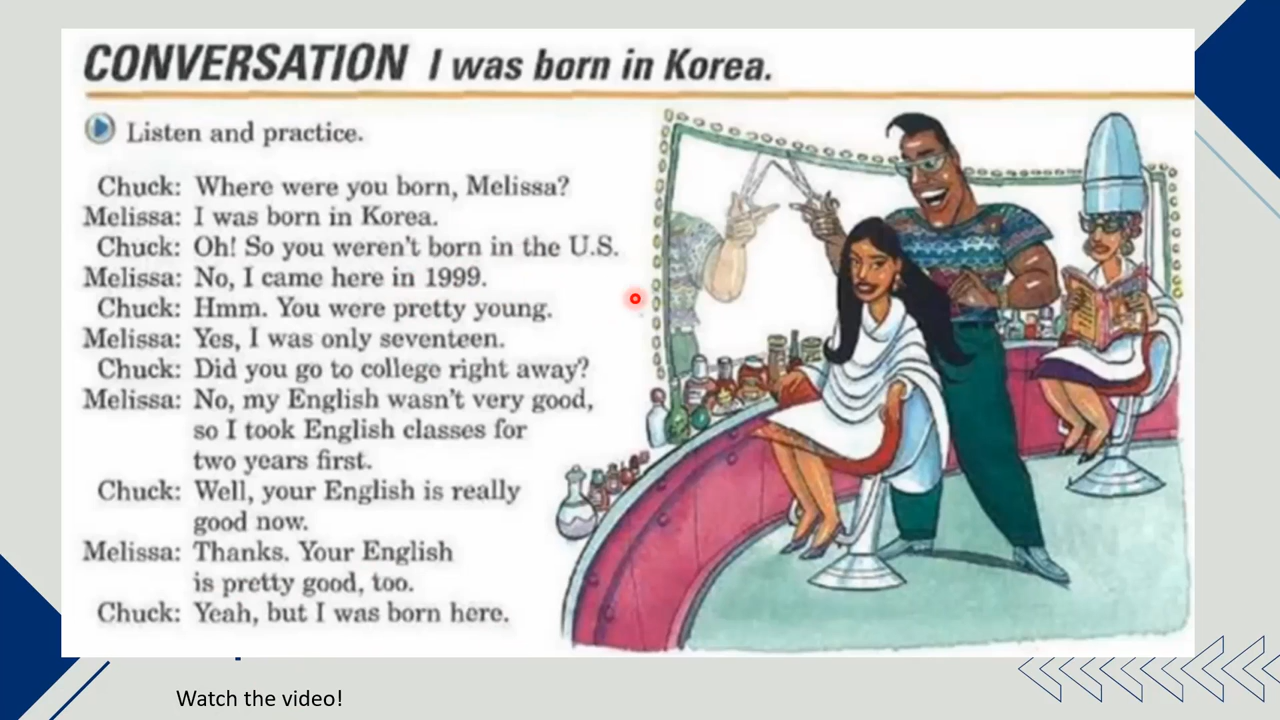 CONVERSATION I was born in Korea.
Listen and practice.
Chuck: Where were you born, Melissa?
Melissa: I was born in Korea.
Chuck: Oh! So you weren't born in the U.S.
Melissa: No, I came here in 1999.
Chuck: Hmm. You were pretty young.
Melissa: Yes, I was only seventeen.
Chuck: Did you go to college right away?
Melissa: No, my English wasn't very good,
so I took English classes for
two years first.
Chuck: Well, your English is really
good now.
Melissa: Thanks. Your English
is pretty good, too.
Chuck: Yeah, but I was born here.
Watch the video!